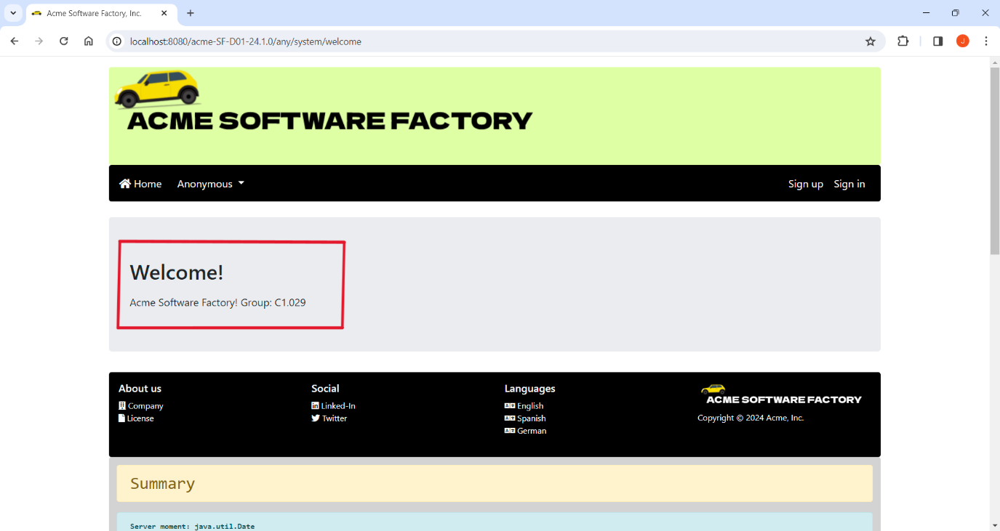 Acme Software Factory, Inc.
localhost:8080/acme-SF-D01-24.1.0/any/system/welcome
J
ACME SOFTWARE FACTORY
Home Anonymous Sign up Sign in
Welcome!
Acme Software Factory! Group: C1.029
About us
Company
License
Social
Linked-In
Twitter
Languages
English
Spanish
German
ACME SOFTWARE FACTORY
Copyright © 2024 Acme, Inc.
Summary
Server moment: java.util.Date